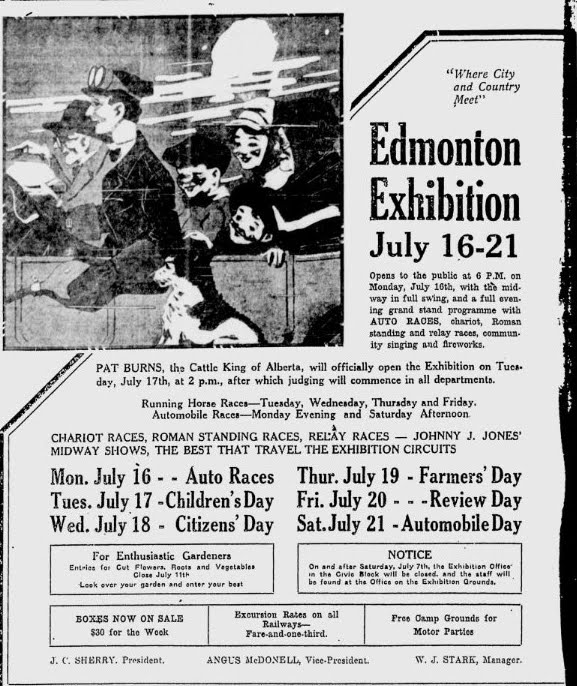 "Where City
and Country
Meet"
Edmonton
Exhibition
July 16-21
Opens to the public at 6 P.M. on
Monday, July 16th, with the mid-
way in full swing, and a full even-
ing grand stand programme with
AUTO RACES, chariot, Roman
standing and relay races, commun-
ity singing and fireworks.
PAT BURNS, the Cattle King of Alberta, will officially open the Exhibition on Tues-
day, July 17th, at 2 p.m., after which judging will commence in all departments.
Running Horse Races—Tuesday, Wednesday, Thursday and Friday.
Automobile Races—Monday Evening and Saturday Afternoon.
CHARIOT RACES, ROMAN STANDING RACES, RELAY RACES — JOHNNY J. JONES'
MIDWAY SHOWS, THE BEST THAT TRAVEL THE EXHIBITION CIRCUITS
Mon. July 16 - - Auto Races
Tues. July 17 - Children's Day
Wed. July 18 - Citizens' Day
Thur. July 19 - Farmers' Day
Fri. July 20 - - - Review Day
Sat. July 21 - Automobile Day
For Enthusiastic Gardeners
Entries for Cut Flowers, Roots and Vegetables
Close July 11th
Look over your garden and enter your best
NOTICE
On and after Saturday, July 7th, the Exhibition Office
in the Civic Block will be closed, and the staff will
be found at the Office on the Exhibition Grounds.
BOXES NOW ON SALE
$30 for the Week
Excursion Rates on all
Railways—
Fare-and-one-third.
Free Camp Grounds for
Motor Parties
J. C. SHERRY, President.
ANGUS McDONELL, Vice-President.
W. J. STARK, Manager.